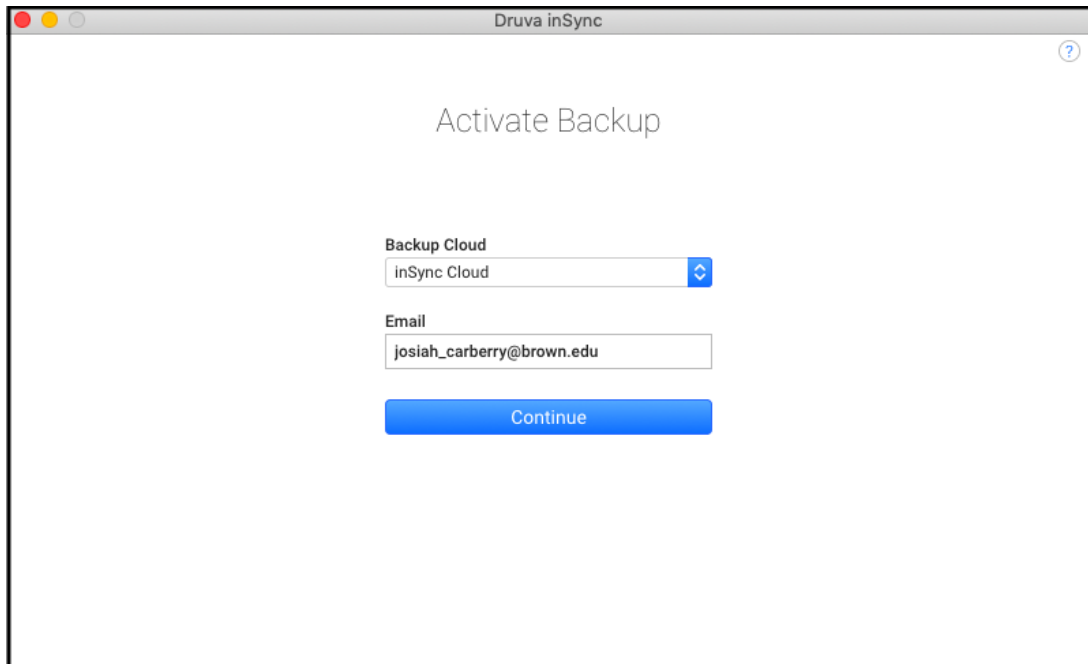 Druva inSync
?
Activate Backup
Backup Cloud
inSync Cloud
Email
josiah_carberry@brown.edu
Continue